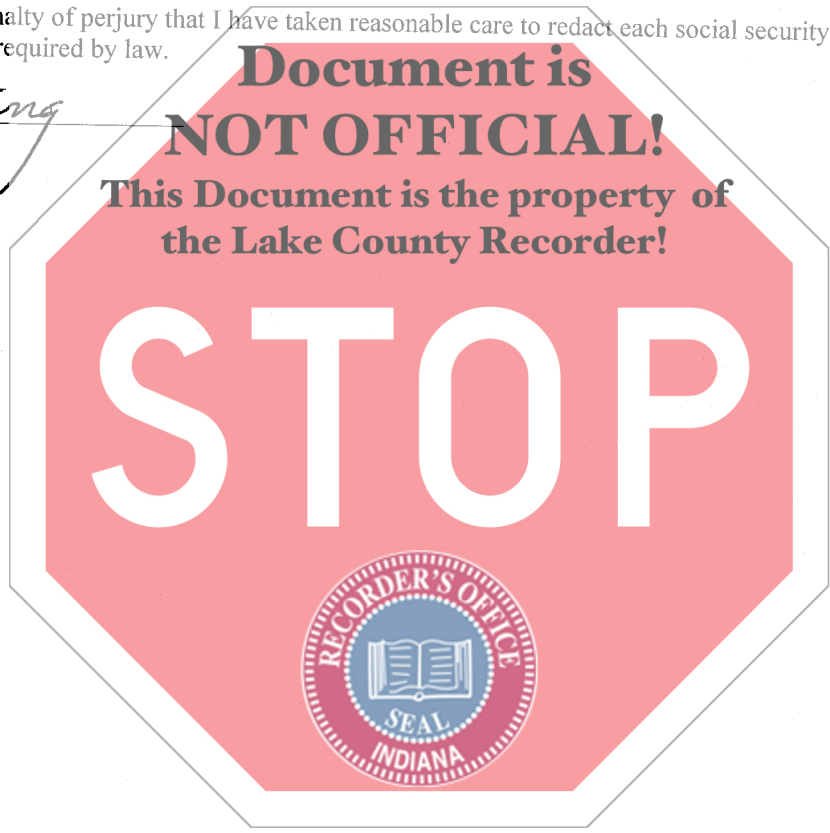 alty of perjury that I have taken reasonable care to redact each social security
required by law.
Document is
NOT OFFICIAL!
This Document is the property of
the Lake County Recorder!
STOP
RECORDER'S OFFICE
SEAL
INDIANA